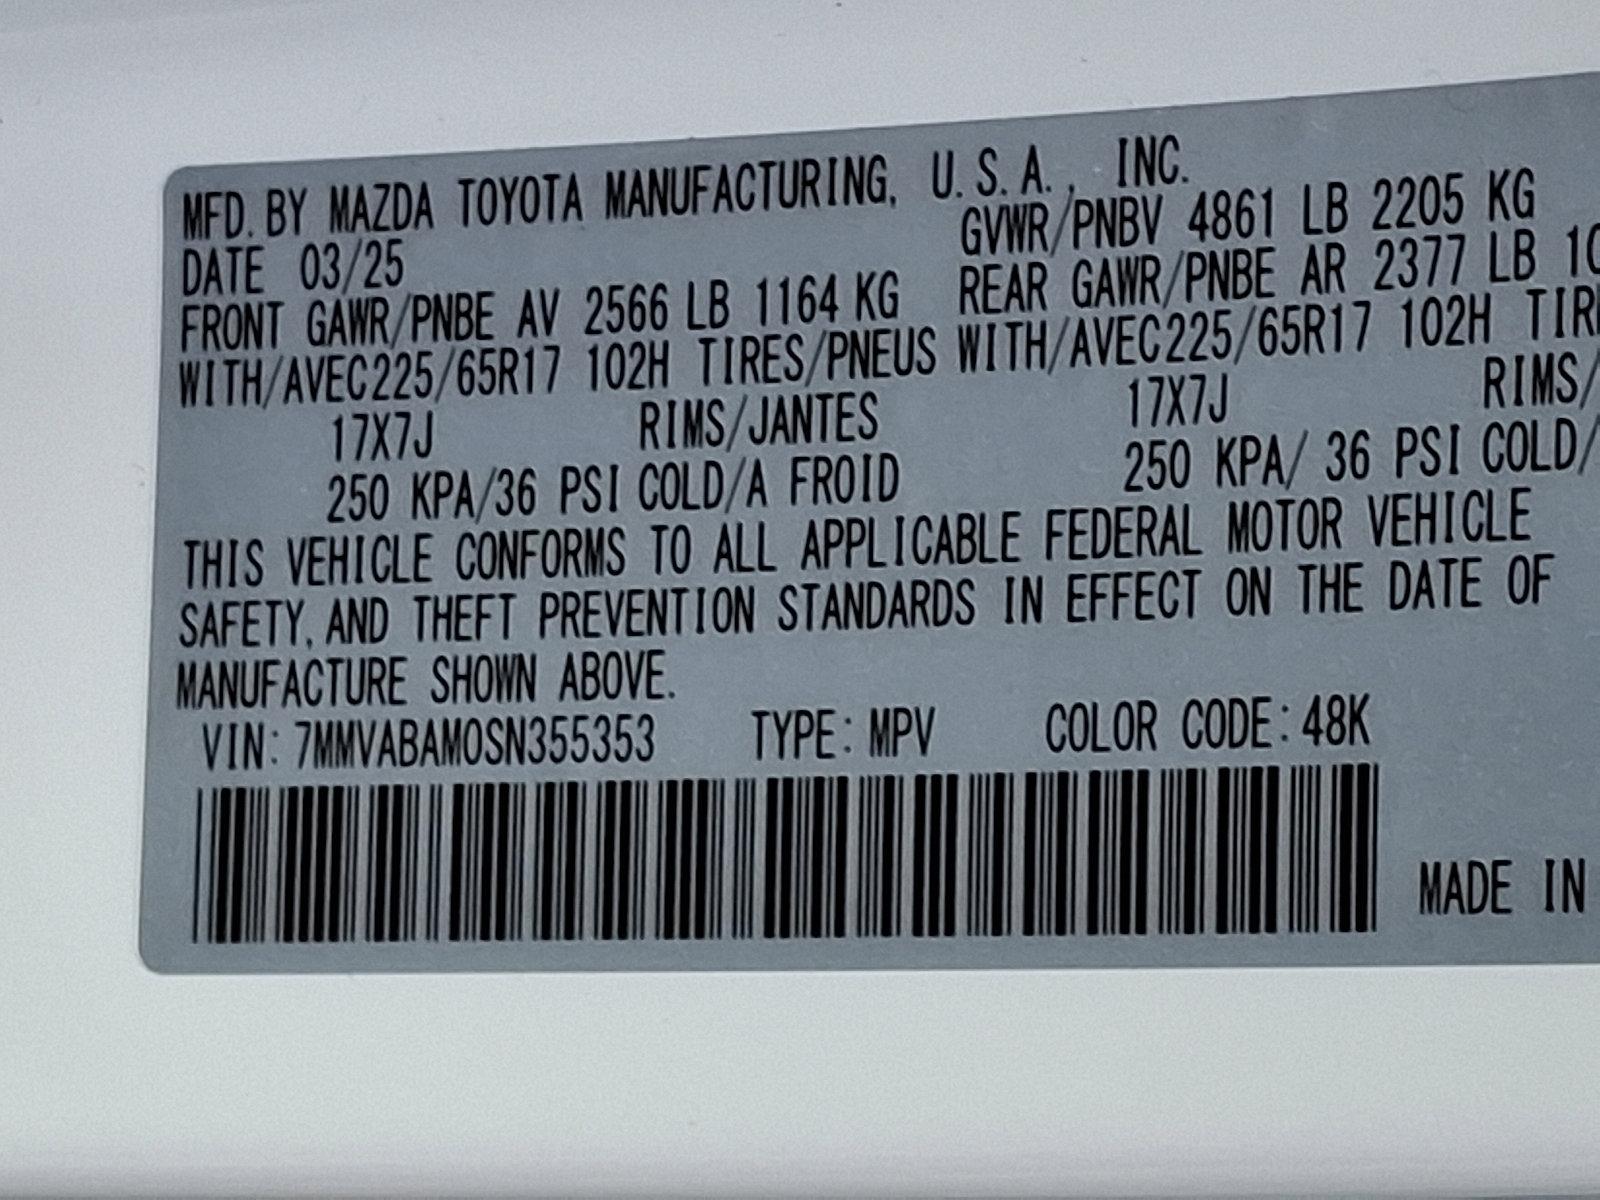 MFD. BY MAZDA TOYOTA MANUFACTURING, U.S.A., INC.
DATE 03/25 GVWR/PNBV 4861 LB 2205 KG
FRONT GAWR/PNBE AV 2566 LB 1164 KG REAR GAWR/PNBE AR 2377 LB
WITH/AVEC225/65R17 102H TIRES/PNEUS WITH/AVEC225/65R17 102H
17X7J RIMS/JANTES 17X7J RIMS/
250 KPA/36 PSI COLD/A FROID 250 KPA/ 36 PSI COLD/
THIS VEHICLE CONFORMS TO ALL APPLICABLE FEDERAL MOTOR VEHICLE
SAFETY, AND THEFT PREVENTION STANDARDS IN EFFECT ON THE DATE OF
MANUFACTURE SHOWN ABOVE.
VIN: 7MMVABAM0SN355353 TYPE: MPV COLOR CODE: 48K
MADE IN